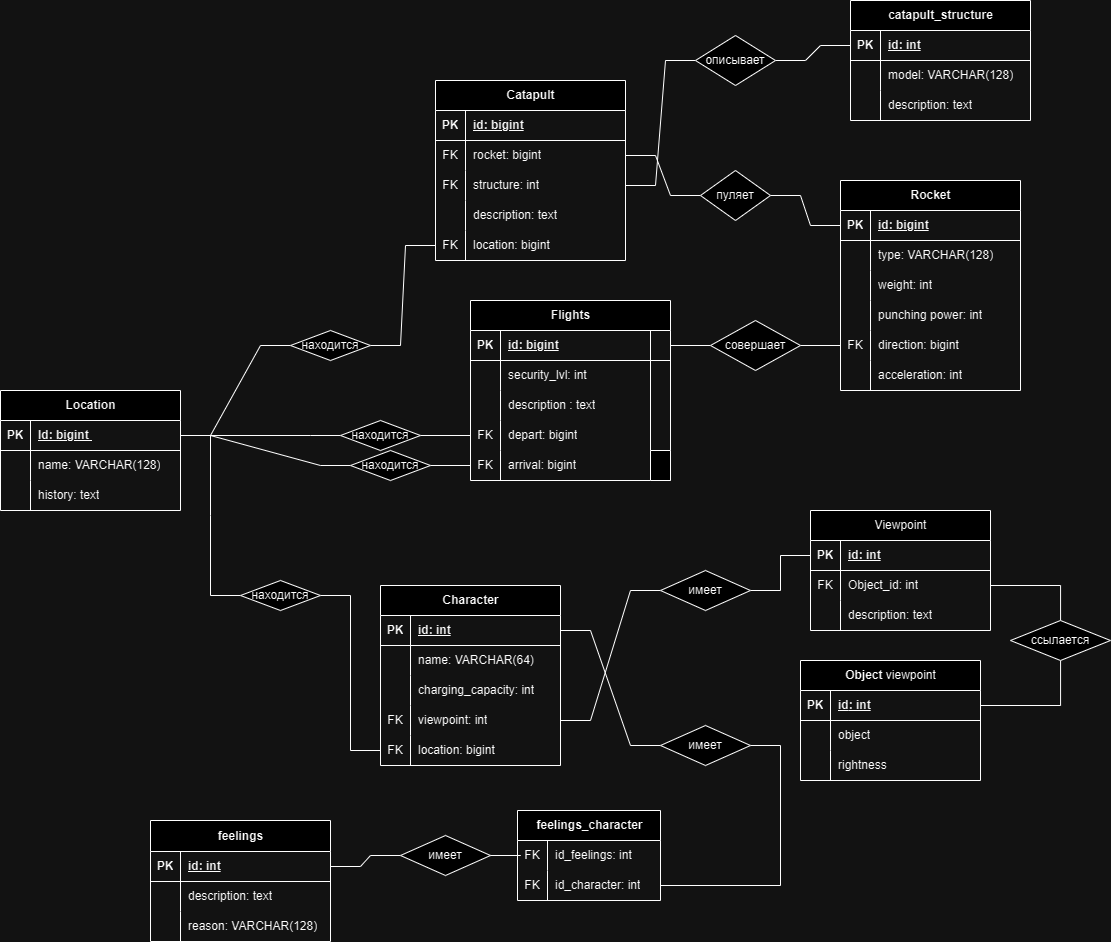 catapult_structure
PK id: int
model: VARCHAR(128)
description: text
описывает
Catapult
PK id: bigint
FK rocket: bigint
FK structure: int
description: text
FK location: bigint
пуляет
Rocket
PK id: bigint
type: VARCHAR(128)
weight: int
punching power: int
FK direction: bigint
acceleration: int
находится
Flights
PK id: bigint
security_lvl: int
description : text
FK depart: bigint
FK arrival: bigint
совершает
Location
PK Id: bigint
name: VARCHAR(128)
history: text
находится
находится
находится
Character
PK id: int
name: VARCHAR(64)
charging_capacity: int
FK viewpoint: int
FK location: bigint
имеет
Viewpoint
PK id: int
FK Object_id: int
description: text
ссылается
Object viewpoint
PK id: int
object
rightness
имеет
feelings
PK id: int
description: text
reason: VARCHAR(128)
имеет
feelings_character
FK id_feelings: int
FK id_character: int